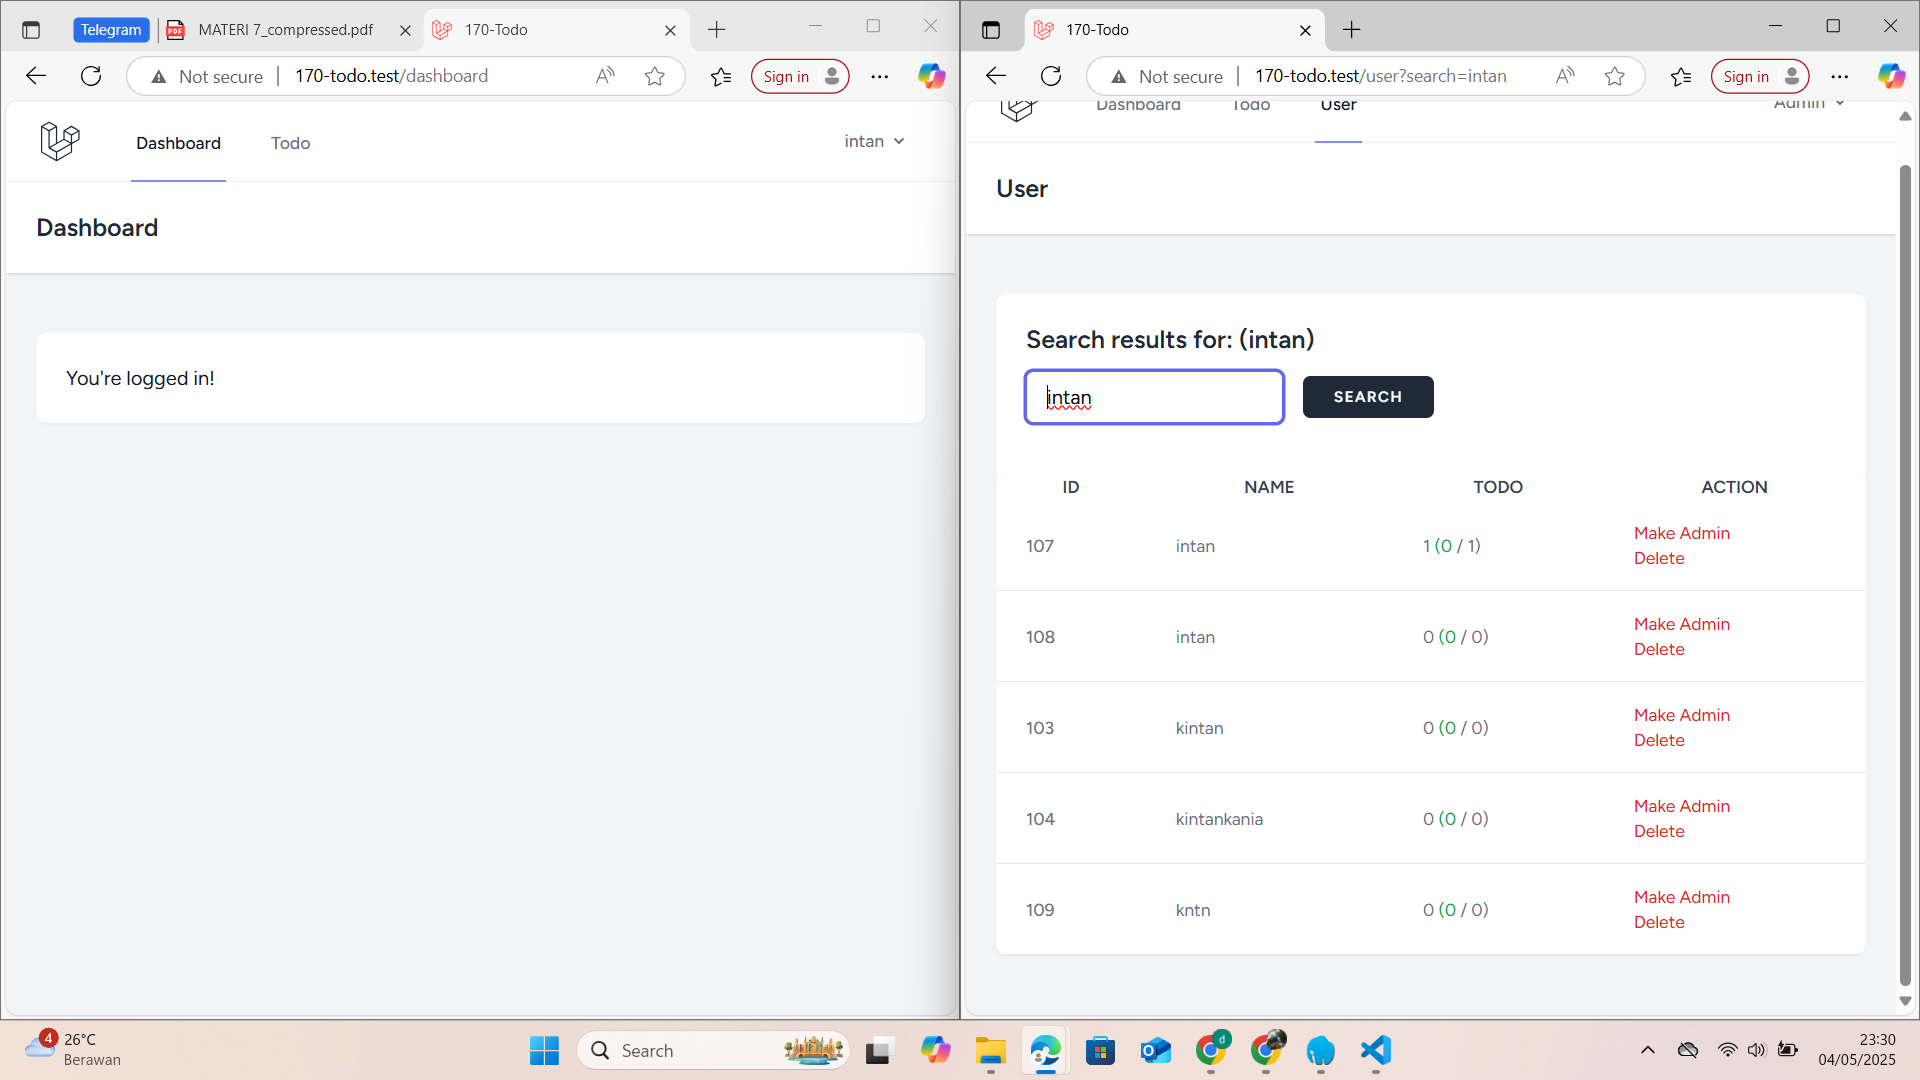 Telegram
MATERI 7_compressed.pdf
170-Todo
Not secure
170-todo.test/dashboard
Sign in
Dashboard
Todo
intan
Dashboard
You're logged in!
170-Todo
Not secure
170-todo.test/user?search=intan
Sign in
Dashboard
Todo
User
Admin
User
Search results for: (intan)
intan
SEARCH
ID NAME TODO ACTION
107 intan 1 (0 / 1) Make Admin
Delete
108 intan 0 (0 / 0) Make Admin
Delete
103 kintan 0 (0 / 0) Make Admin
Delete
104 kintankania 0 (0 / 0) Make Admin
Delete
109 kntn 0 (0 / 0) Make Admin
Delete
4
26°C
Berawan
Search
d
23:30
04/05/2025